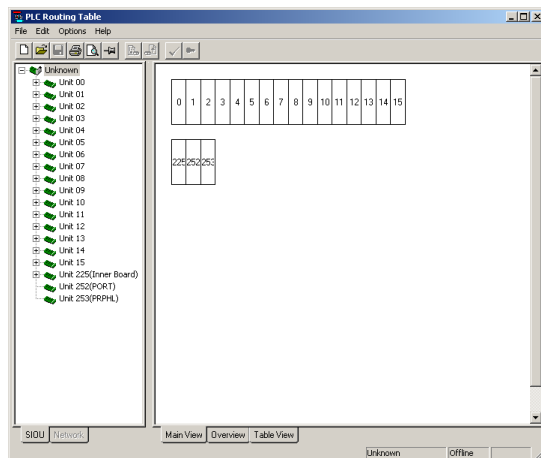 PLC Routing Table
File Edit Options Help
Unknown
Unit 00
Unit 01
Unit 02
Unit 03
Unit 04
Unit 05
Unit 06
Unit 07
Unit 08
Unit 09
Unit 10
Unit 11
Unit 12
Unit 13
Unit 14
Unit 15
Unit 225(Inner Board)
Unit 252(PORT)
Unit 253(PRPHL)
0 1 2 3 4 5 6 7 8 9 10 11 12 13 14 15
225 252 253
SIOU Network
Main View Overview Table View
Unknown Offline